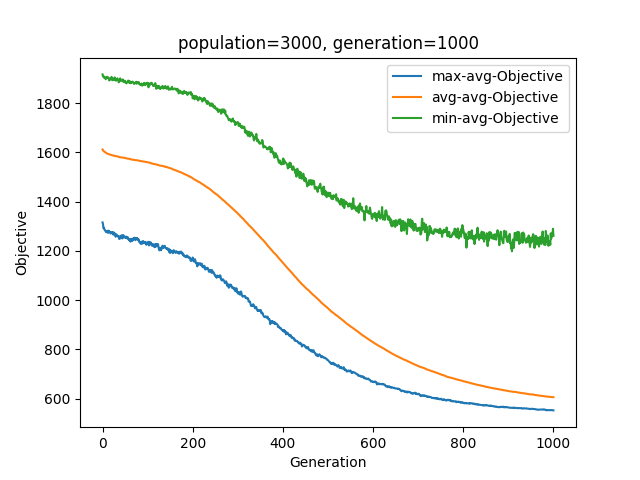 population=3000, generation=1000
max-avg-Objective
avg-avg-Objective
min-avg-Objective
Objective
1800
1600
1400
1200
1000
800
600
0 200 400 600 800 1000
Generation